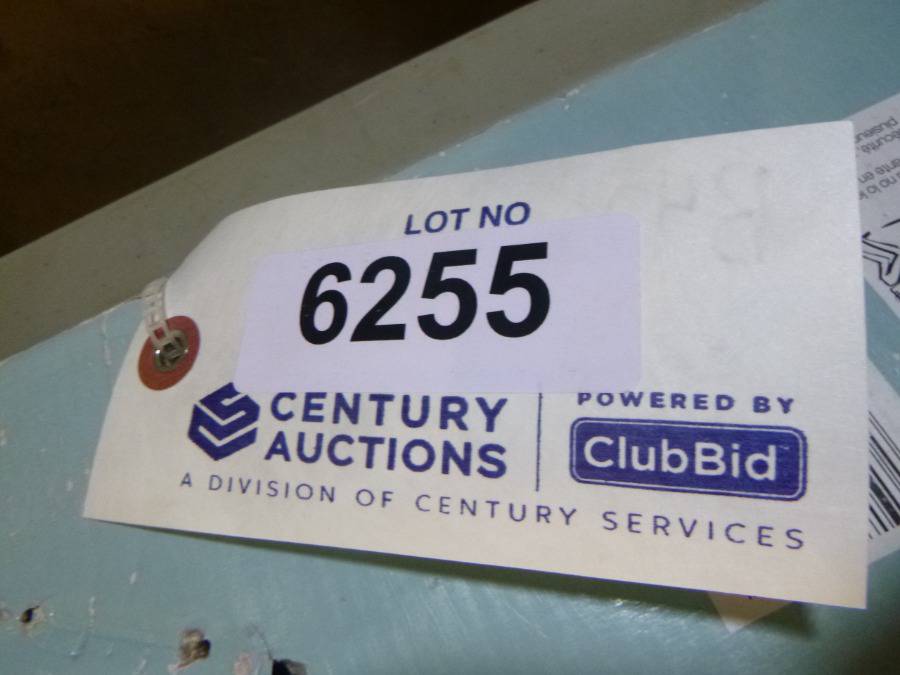 LOT NO
6255
CENTURY
AUCTIONS
POWERED BY
ClubBid
A DIVISION OF CENTURY SERVICES